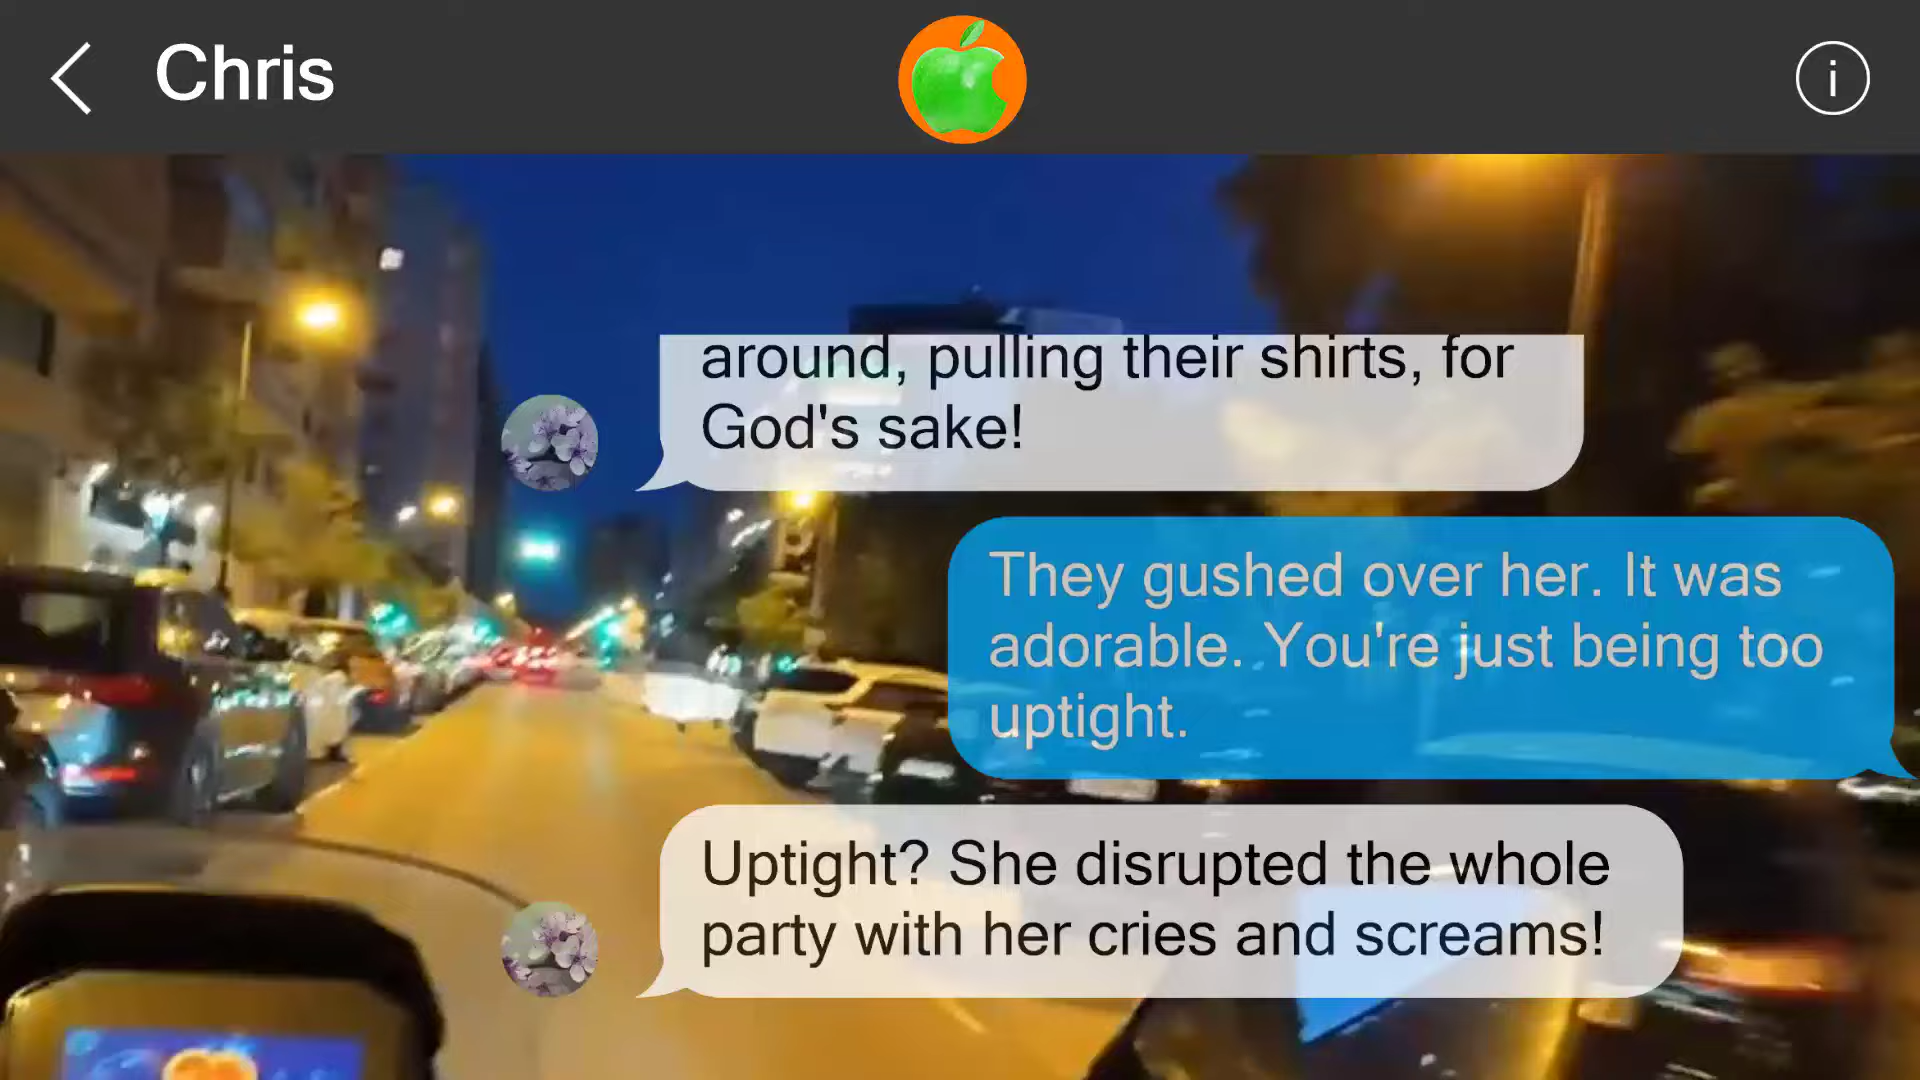 Chris
i
around, pulling their shirts, for
God's sake!
They gushed over her. It was
adorable. You're just being too
uptight.
Uptight? She disrupted the whole
party with her cries and screams!